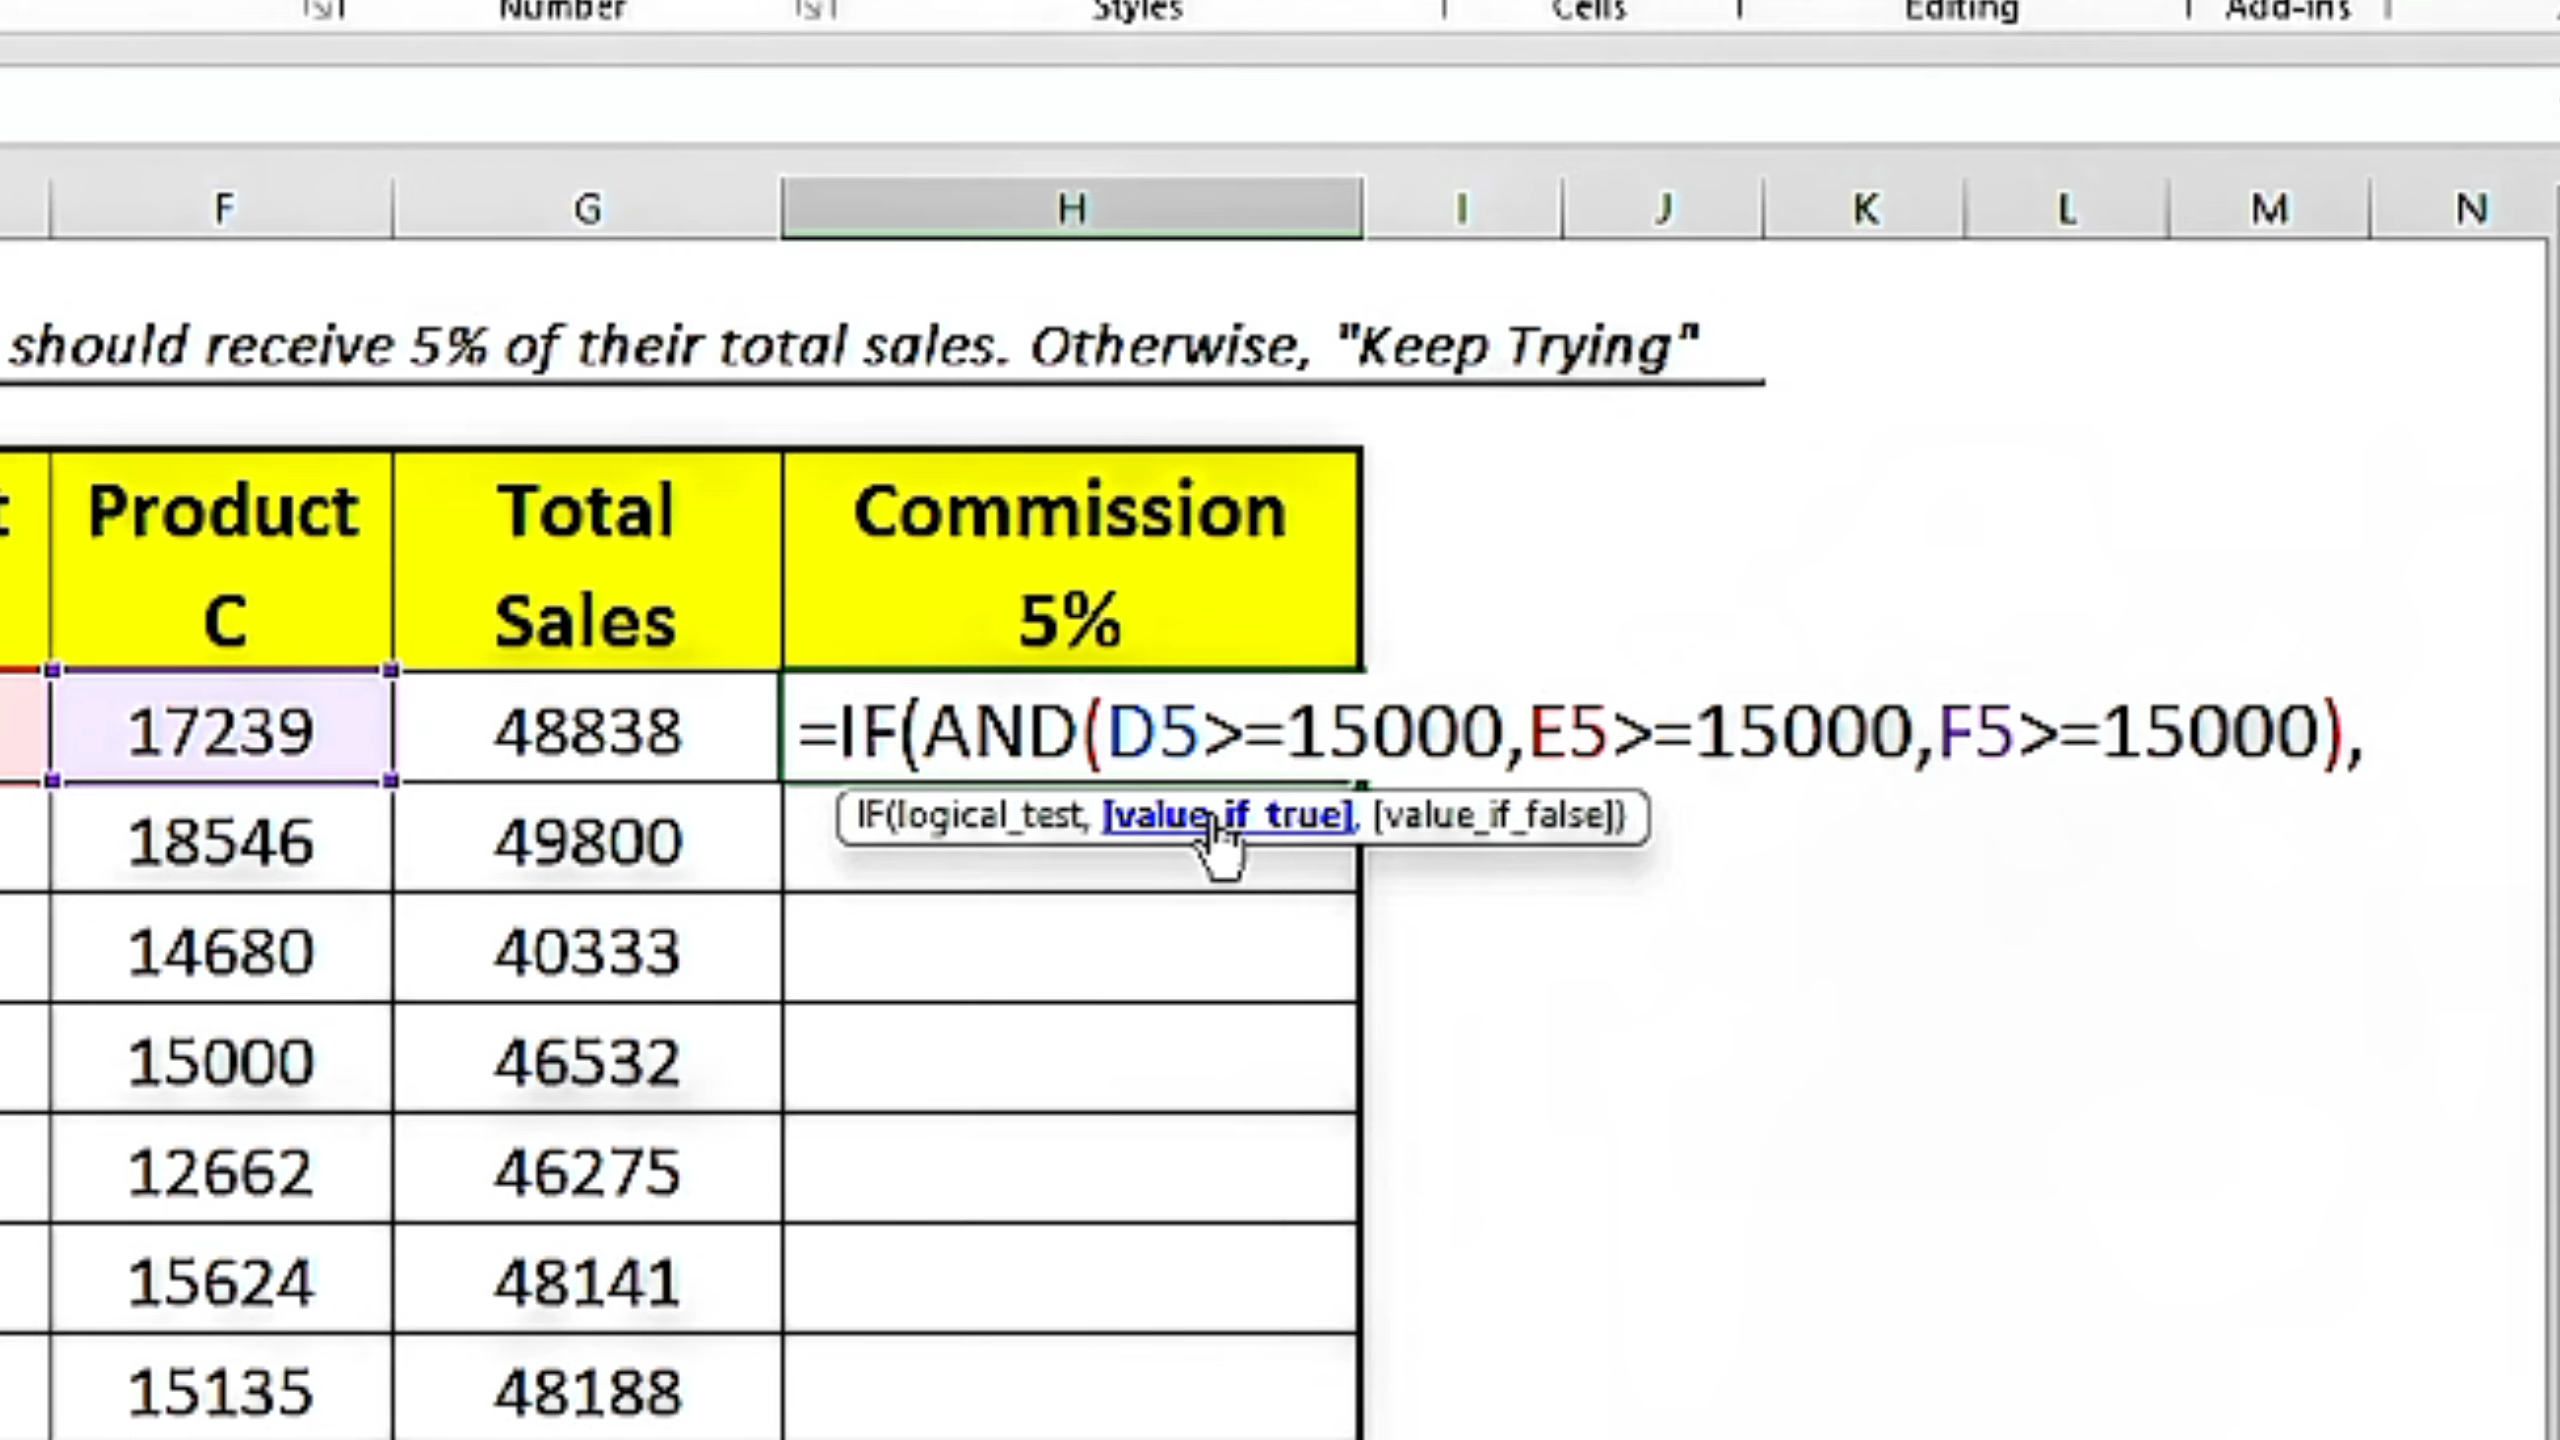 Number Styles Cells Editing Add-ins
F G H I J K L M N
should receive 5% of their total sales. Otherwise, "Keep Trying"
t Product Total Commission
C Sales 5%
17239 48838 =IF(AND(D5>=15000,E5>=15000,F5>=15000),
IF(logical_test, [value_if_true], [value_if_false])
18546 49800
14680 40333
15000 46532
12662 46275
15624 48141
15135 48188